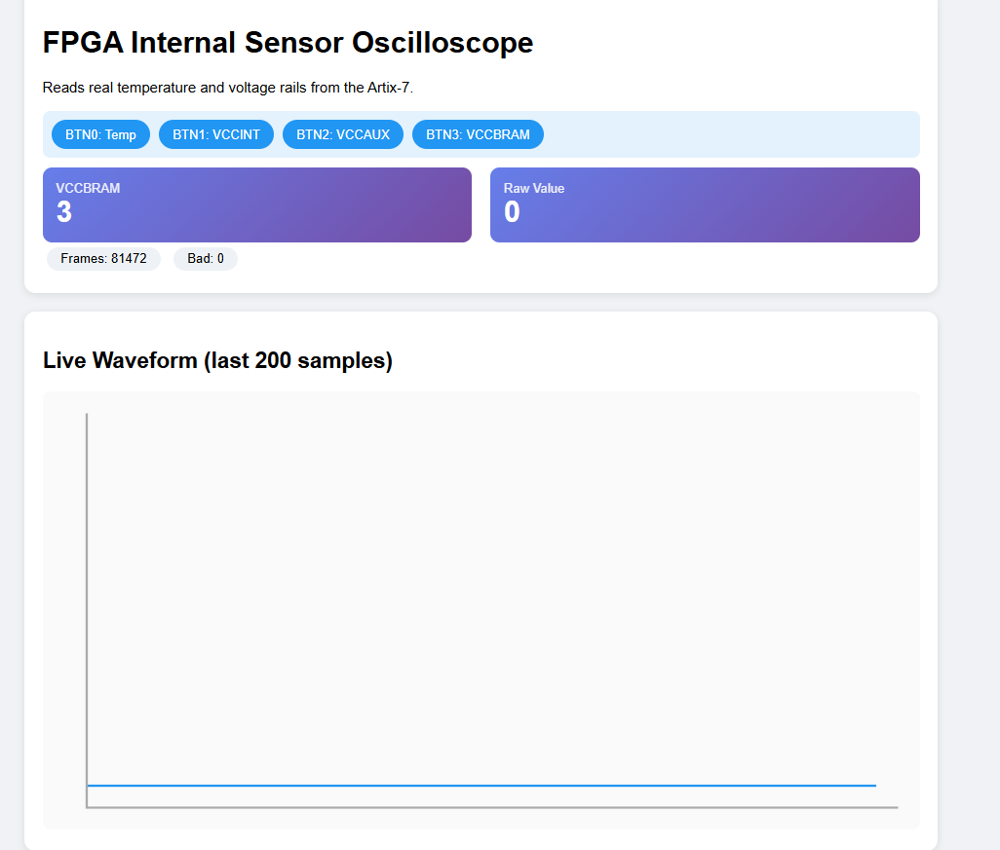 FPGA Internal Sensor Oscilloscope
Reads real temperature and voltage rails from the Artix-7.
BTN0: Temp BTN1: VCCINT BTN2: VCCAUX BTN3: VCCBRAM
VCCBRAM Raw Value
3 0
Frames: 81472 Bad: 0
Live Waveform (last 200 samples)